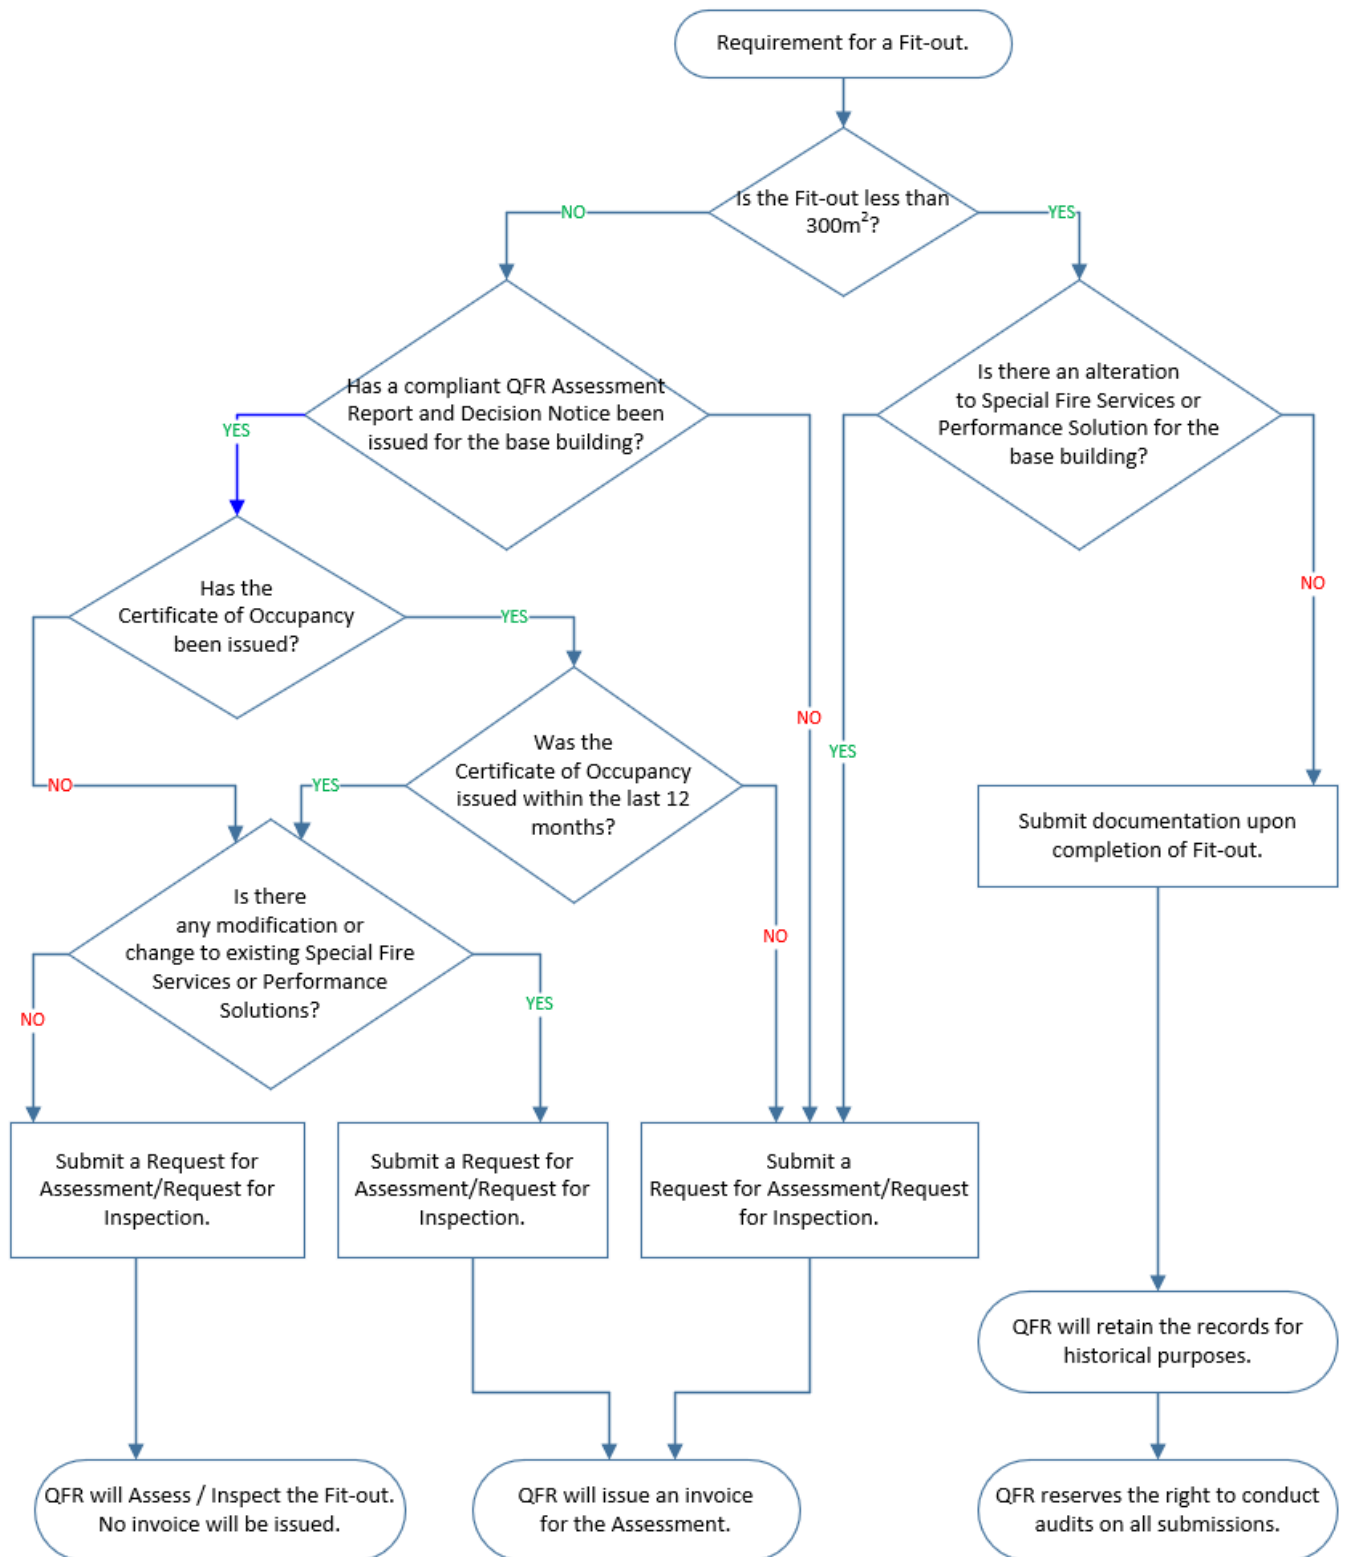 Requirement for a Fit-out.
Is the Fit-out less than
300m²?
NO
YES
Has a compliant QFR Assessment
Report and Decision Notice been
issued for the base building?
Is there an alteration
to Special Fire Services or
Performance Solution for the
base building?
YES
NO
Has the
Certificate of Occupancy
been issued?
YES
NO
YES
Was the
Certificate of Occupancy
issued within the last 12
months?
NO
YES
Submit documentation upon
completion of Fit-out.
Is there
any modification or
change to existing Special Fire
Services or Performance
Solutions?
NO
NO
YES
Submit a Request for
Assessment/Request for
Inspection.
Submit a Request for
Assessment/Request for
Inspection.
Submit a
Request for Assessment/Request
for Inspection.
QFR will retain the records for
historical purposes.
QFR will Assess / Inspect the Fit-out.
No invoice will be issued.
QFR will issue an invoice
for the Assessment.
QFR reserves the right to conduct
audits on all submissions.